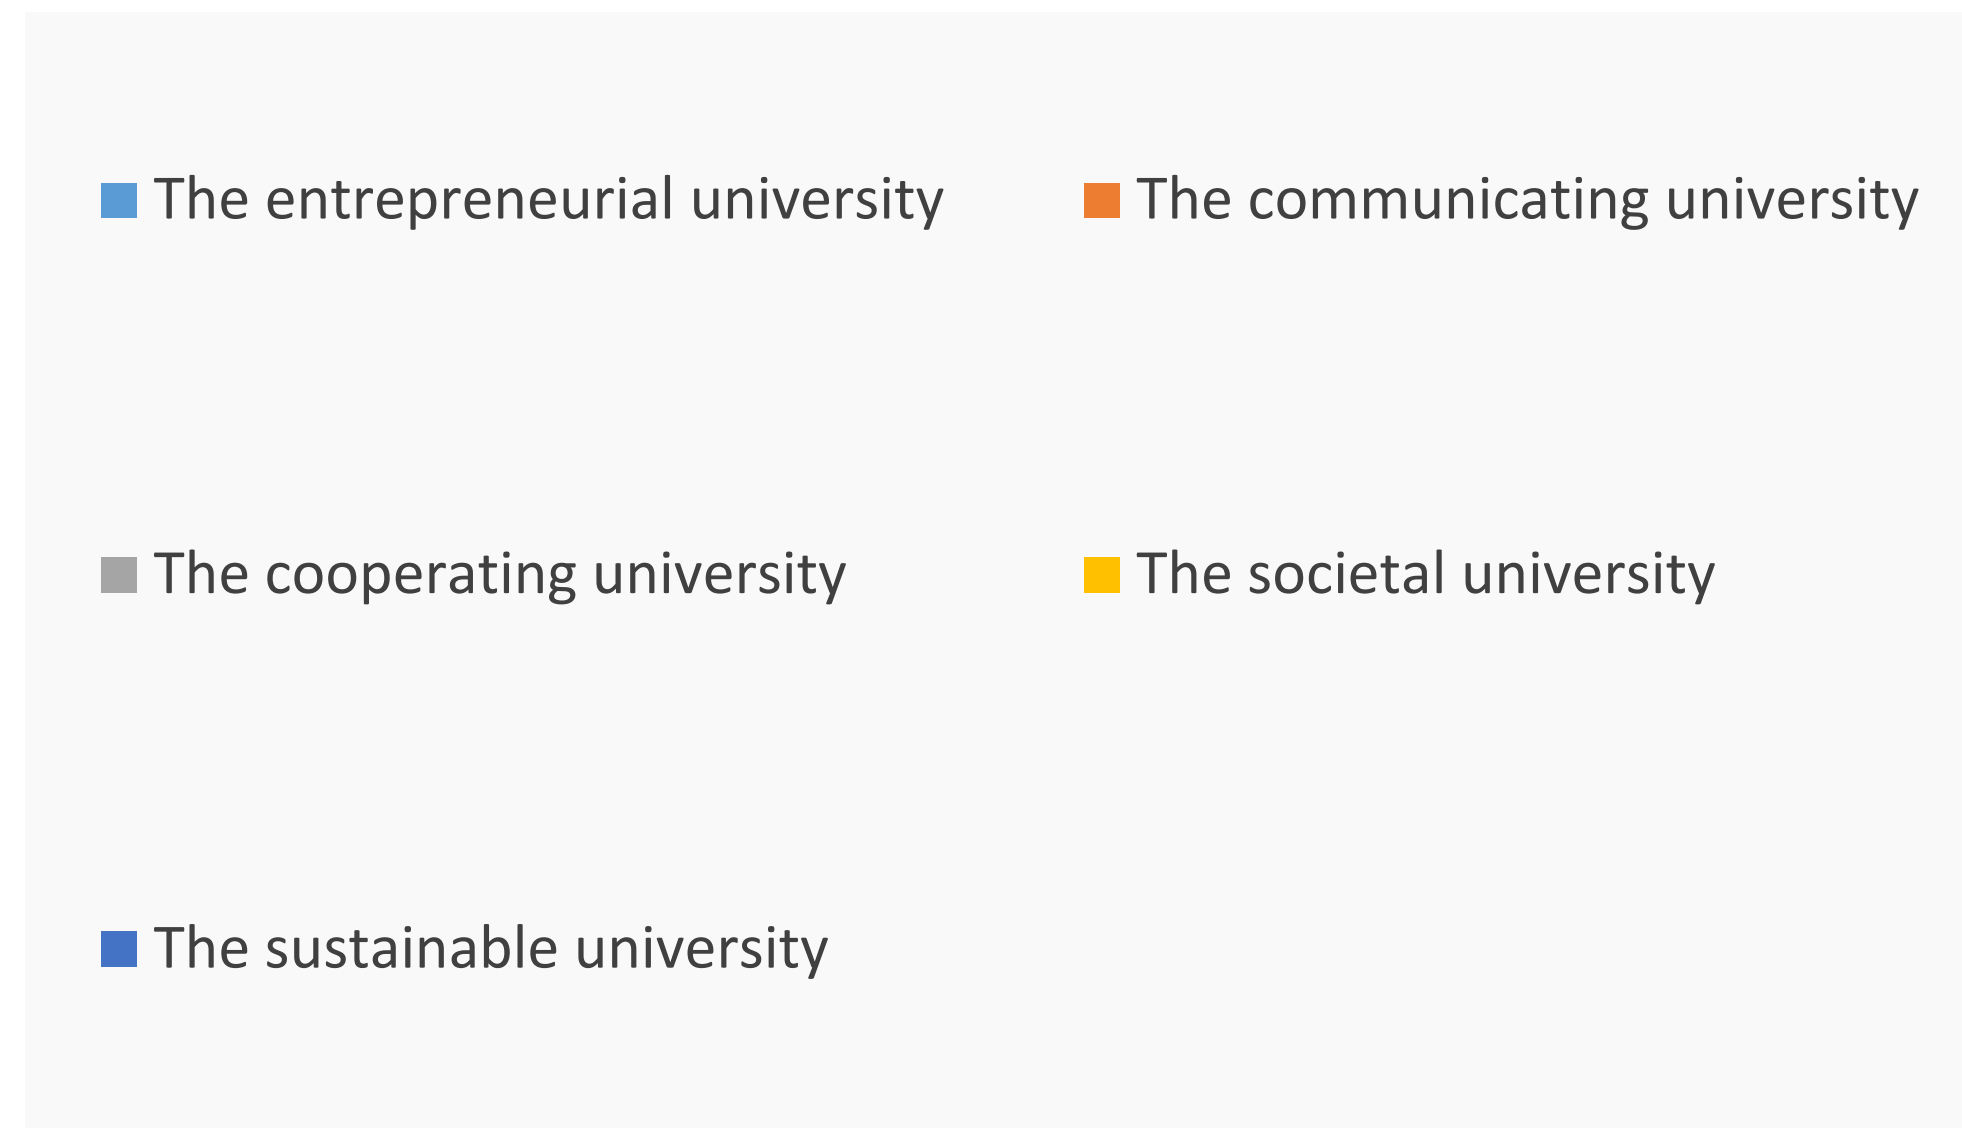 The entrepreneurial university
The communicating university
The cooperating university
The societal university
The sustainable university